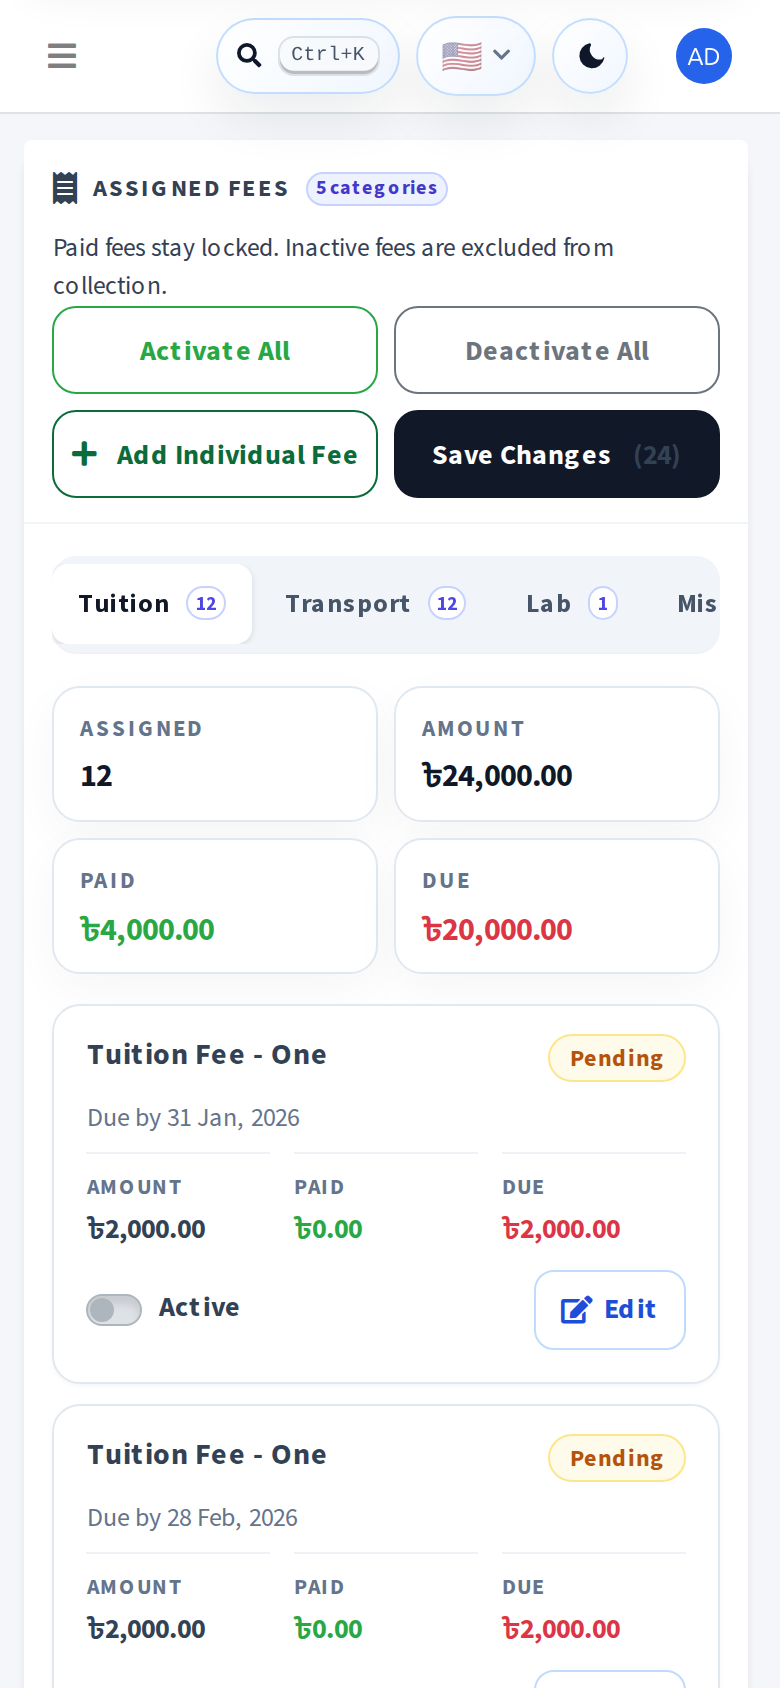 Ctrl+K
AD
ASSIGNED FEES 5 categories
Paid fees stay locked. Inactive fees are excluded from
collection.
Activate All
Deactivate All
Add Individual Fee
Save Changes (24)
Tuition 12 Transport 12 Lab 1 Mis
ASSIGNED
12
AMOUNT
৳24,000.00
PAID
৳4,000.00
DUE
৳20,000.00
Tuition Fee - One
Pending
Due by 31 Jan, 2026
AMOUNT PAID DUE
৳2,000.00 ৳0.00 ৳2,000.00
Active
Edit
Tuition Fee - One
Pending
Due by 28 Feb, 2026
AMOUNT PAID DUE
৳2,000.00 ৳0.00 ৳2,000.00